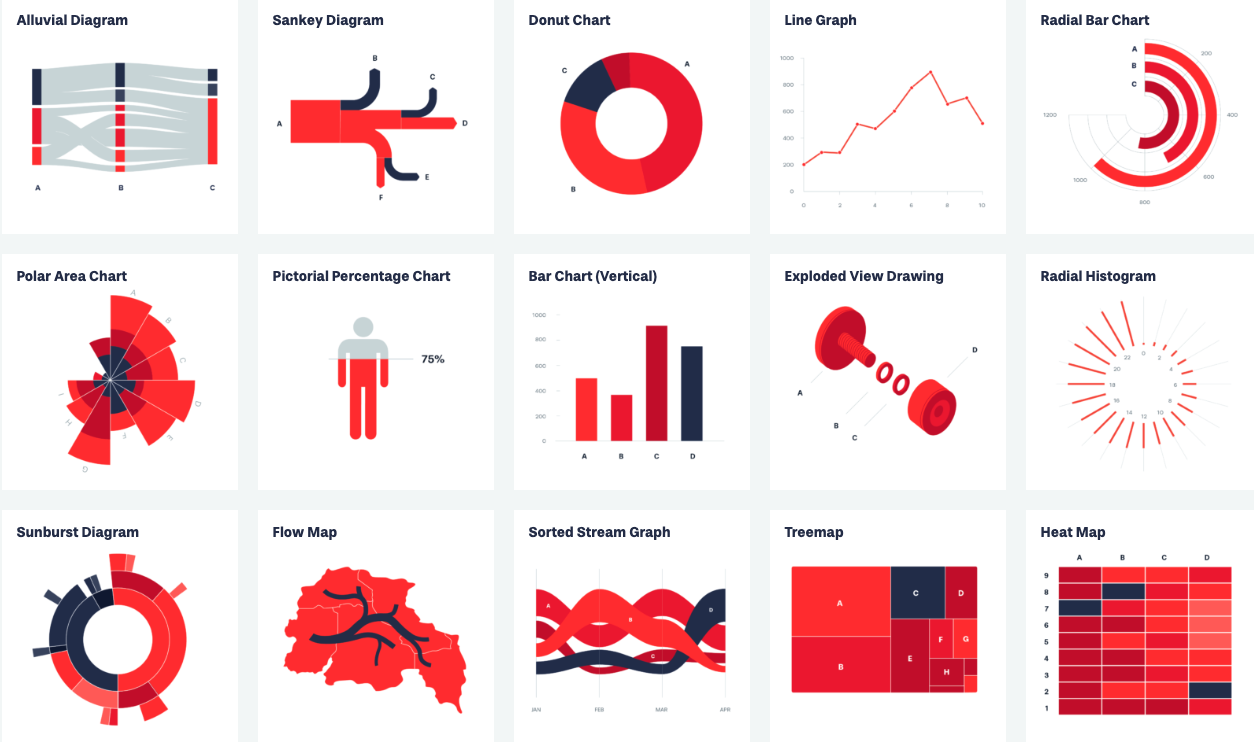 Alluvial Diagram
A
B
C
Sankey Diagram
A
B
C
D
E
F
Donut Chart
A
B
C
Line Graph
1000
800
600
400
200
0
0
2
4
6
8
10
Radial Bar Chart
A
B
C
200
400
600
800
1000
1200
Polar Area Chart
A
B
C
D
E
F
G
H
I
Pictorial Percentage Chart
75%
Bar Chart (Vertical)
1000
800
600
400
200
0
A
B
C
D
Exploded View Drawing
A
B
C
D
Radial Histogram
0
2
4
6
8
10
12
14
16
18
20
22
Sunburst Diagram
Flow Map
Sorted Stream Graph
A
B
C
D
JAN
FEB
MAR
APR
Treemap
A
B
C
D
E
F
G
H
Heat Map
A B C D
9
8
7
6
5
4
3
2
1